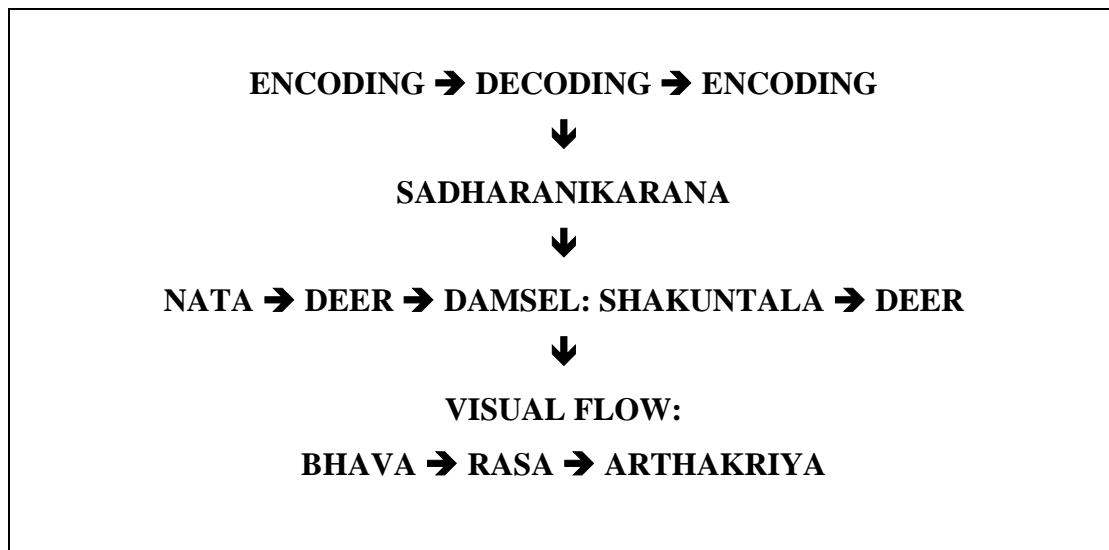 ENCODING ➔ DECODING ➔ ENCODING
🡳
SADHARANIKARANA
🡳
NATA ➔ DEER ➔ DAMSEL: SHAKUNTALA ➔ DEER
🡳
VISUAL FLOW:
BHAVA ➔ RASA ➔ ARTHAKRIYA